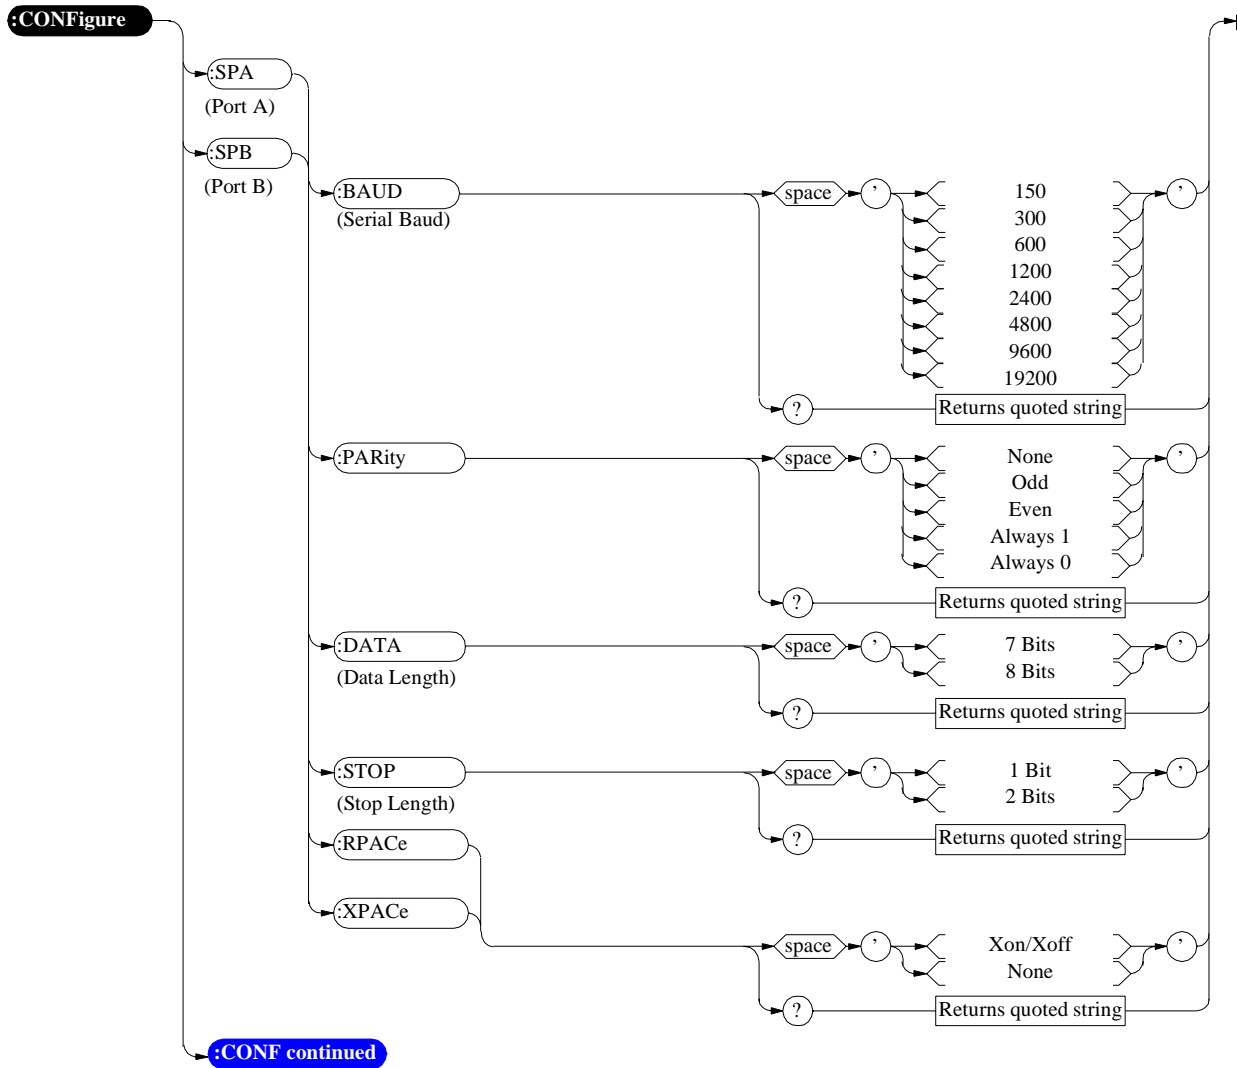 :CONFigure
:SPA
(Port A)
:SPB
(Port B)
:BAUD
(Serial Baud)
space
’
150
300
600
1200
2400
4800
9600
19200
’
?
Returns quoted string
:PARity
space
’
None
Odd
Even
Always 1
Always 0
’
?
Returns quoted string
:DATA
(Data Length)
space
’
7 Bits
8 Bits
’
?
Returns quoted string
:STOP
(Stop Length)
space
’
1 Bit
2 Bits
’
?
Returns quoted string
:RPACe
:XPACe
space
’
Xon/Xoff
None
’
?
Returns quoted string
:CONF continued